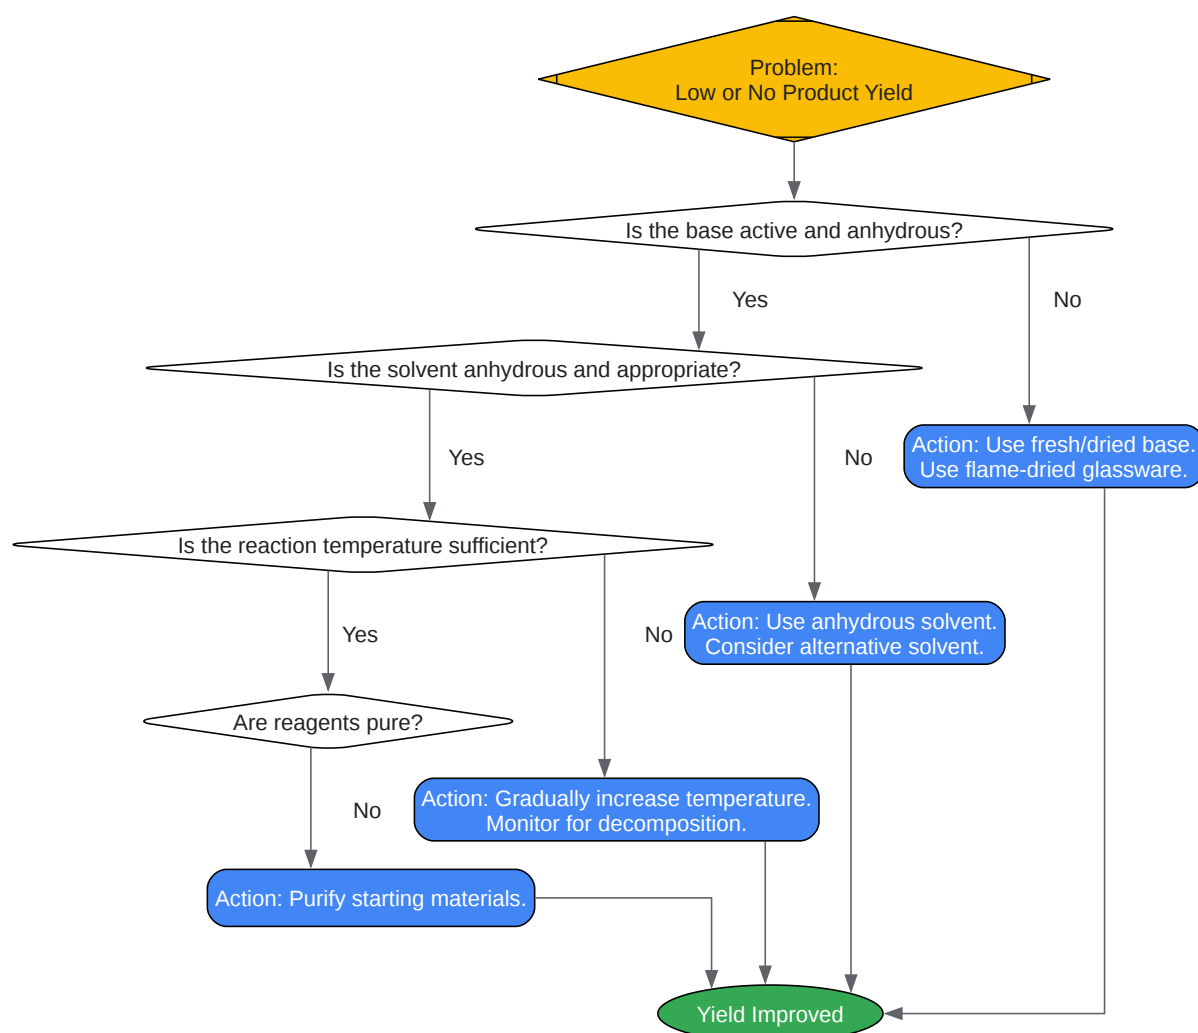 Problem:
Low or No Product Yield
Is the base active and anhydrous?
Yes
No
Is the solvent anhydrous and appropriate?
Yes
No
Action: Use fresh/dried base.
Use flame-dried glassware.
Is the reaction temperature sufficient?
Yes
No
Action: Use anhydrous solvent.
Consider alternative solvent.
Are reagents pure?
No
Action: Gradually increase temperature.
Monitor for decomposition.
Action: Purify starting materials.
Yield Improved